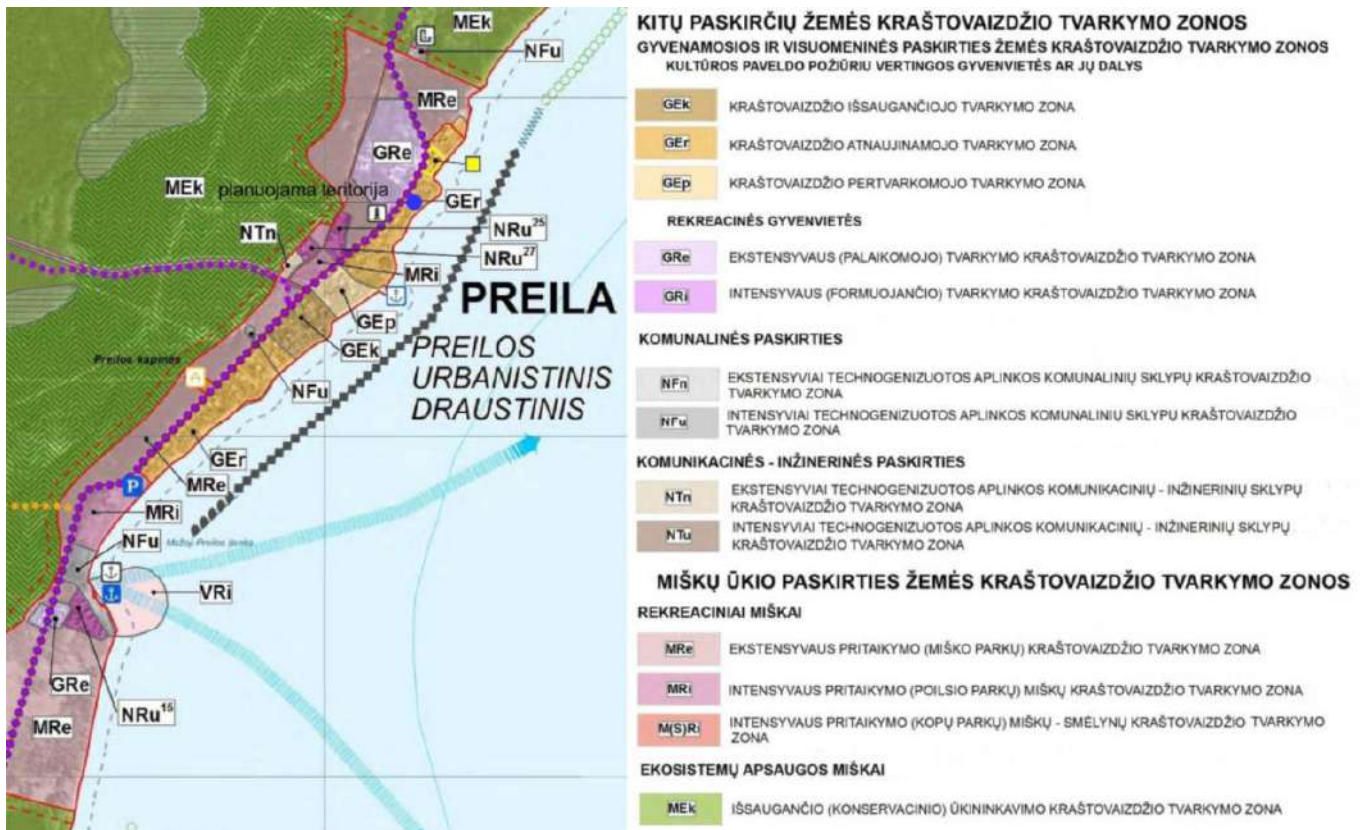 MEk
NFu
MRe
GRe
MEk
planuojama teritorija
GEr
NTn
NRu²⁵
NRu²⁷
MRi
PREILA
GEp
GEk
PREILOS
URBANISTINIS
DRAUSTINIS
Preilos kapinės
NFu
GEr
MRe
P
MRi
NFu
VRi
GRe
NRu¹⁵
MRe
KITŲ PASKIRČIŲ ŽEMĖS KRAŠTOVAIZDŽIO TVARKYMO ZONOS
GYVENAMOSIOS IR VISUOMENINĖS PASKIRTIES ŽEMĖS KRAŠTOVAIZDŽIO TVARKYMO ZONOS
KULTŪROS PAVELDO POŽIŪRIU VERTINGOS GYVENVIETĖS AR JŲ DALYS
GEk KRAŠTOVAIZDŽIO IŠSAUGANČIOJO TVARKYMO ZONA
GEr KRAŠTOVAIZDŽIO ATNAUJINAMOJO TVARKYMO ZONA
GEp KRAŠTOVAIZDŽIO PERTVARKOMOJO TVARKYMO ZONA
REKREACINĖS GYVENVIETĖS
GRe EKSTENSYVAUS (PALAIKOMOJO) TVARKYMO KRAŠTOVAIZDŽIO TVARKYMO ZONA
GRi INTENSYVAUS (FORMUOJANČIO) TVARKYMO KRAŠTOVAIZDŽIO TVARKYMO ZONA
KOMUNALINĖS PASKIRTIES
NFn EKSTENSYVIAI TECHNOGENIZUOTOS APLINKOS KOMUNALINIŲ SKLYPŲ KRAŠTOVAIZDŽIO
TVARKYMO ZONA
NFu INTENSYVIAI TECHNOGENIZUOTOS APLINKOS KOMUNALINIU SKLYPU KRAŠTOVAIZDŽIO
TVARKYMO ZONA
KOMUNIKACINĖS - INŽINERINĖS PASKIRTIES
NTn EKSTENSYVIAI TECHNOGENIZUOTOS APLINKOS KOMUNIKACINIŲ - INŽINERINIŲ SKLYPŲ
KRAŠTOVAIZDŽIO TVARKYMO ZONA
NTu INTENSYVIAI TECHNOGENIZUOTOS APLINKOS KOMUNIKACINIŲ - INŽINERINIŲ SKLYPŲ
KRAŠTOVAIZDŽIO TVARKYMO ZONA
MIŠKŲ ŪKIO PASKIRTIES ŽEMĖS KRAŠTOVAIZDŽIO TVARKYMO ZONOS
REKREACINIAI MIŠKAI
MRe EKSTENSYVAUS PRITAIKYMO (MIŠKO PARKŲ) KRAŠTOVAIZDŽIO TVARKYMO ZONA
MRi INTENSYVAUS PRITAIKYMO (POILSIO PARKŲ) MIŠKŲ KRAŠTOVAIZDŽIO TVARKYMO ZONA
M(S)Ri INTENSYVAUS PRITAIKYMO (KOPŲ PARKŲ) MIŠKŲ - SMĖLYNŲ KRAŠTOVAIZDŽIO TVARKYMO
ZONA
EKOSISTEMŲ APSAUGOS MIŠKAI
MEk IŠSAUGANČIO (KONSERVACINIO) ŪKININKAVIMO KRAŠTOVAIZDŽIO TVARKYMO ZONA